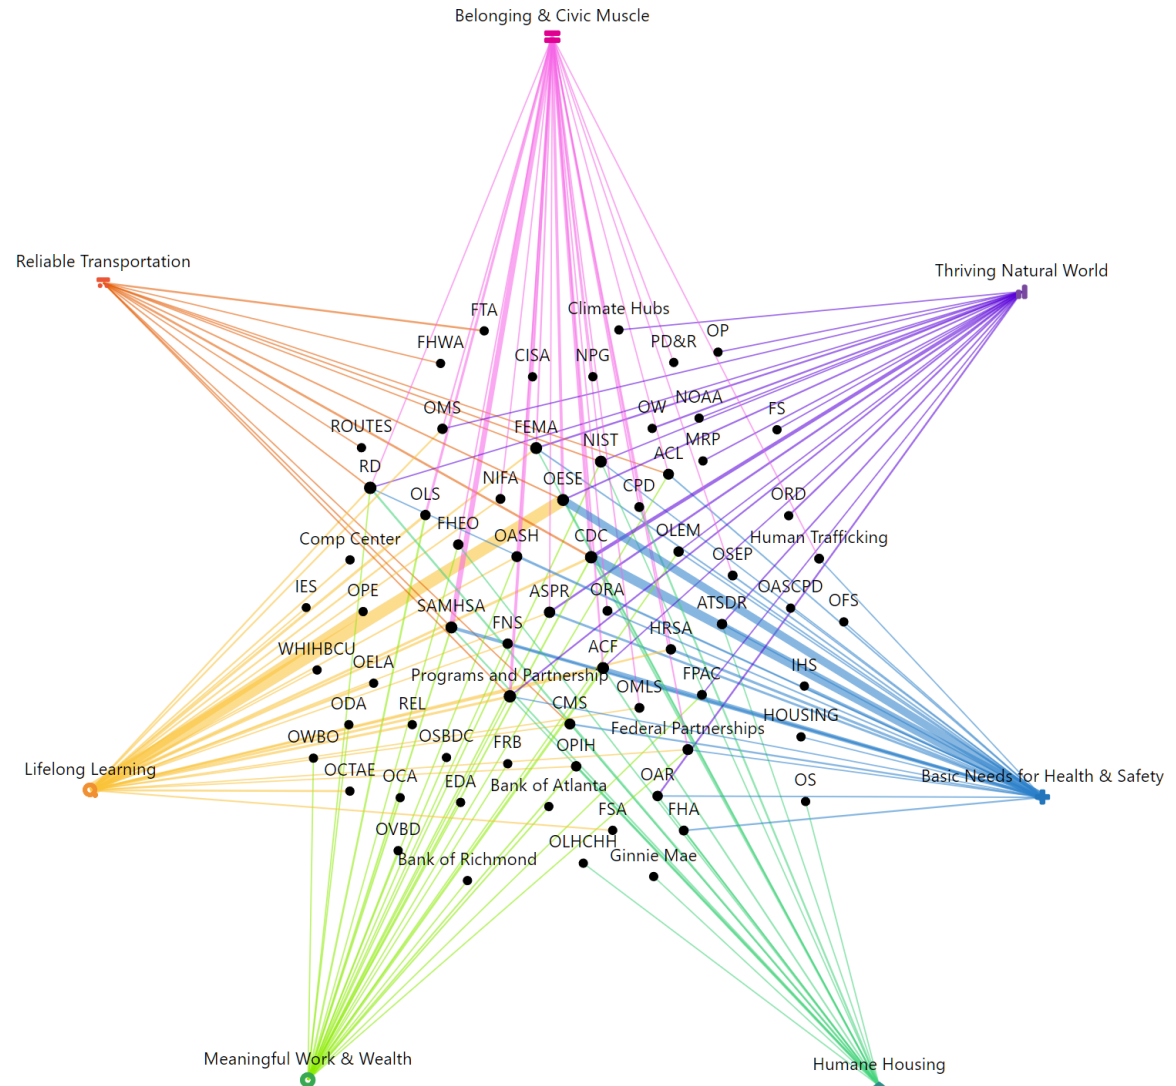 Belonging & Civic Muscle
Reliable Transportation
Thriving Natural World
FTA
Climate Hubs
OP
FHWA
CISA
NPG
PD&R
OMS
OW
NOAA
FS
ROUTES
FEMA
NIST
ACL
MRP
RD
NIFA
OESE
CPD
OLS
ORD
FHEO
OASH
CDC
OLEM
Human Trafficking
Comp Center
OSEP
IES
OPE
ASPR
ORA
OASCPD
ATSDR
OFS
SAMHSA
FNS
HRSA
WHIHBCU
OELA
ACF
IHS
Programs and Partnership
FPAC
OMLS
ODA
REL
CMS
HOUSING
OWBO
OSBDC
FRB
OPIH
Federal Partnerships
Lifelong Learning
OCTAE
OCA
EDA
Bank of Atlanta
OAR
OS
Basic Needs for Health & Safety
FSA
FHA
OVBD
OLHCHH
Bank of Richmond
Ginnie Mae
Meaningful Work & Wealth
Humane Housing